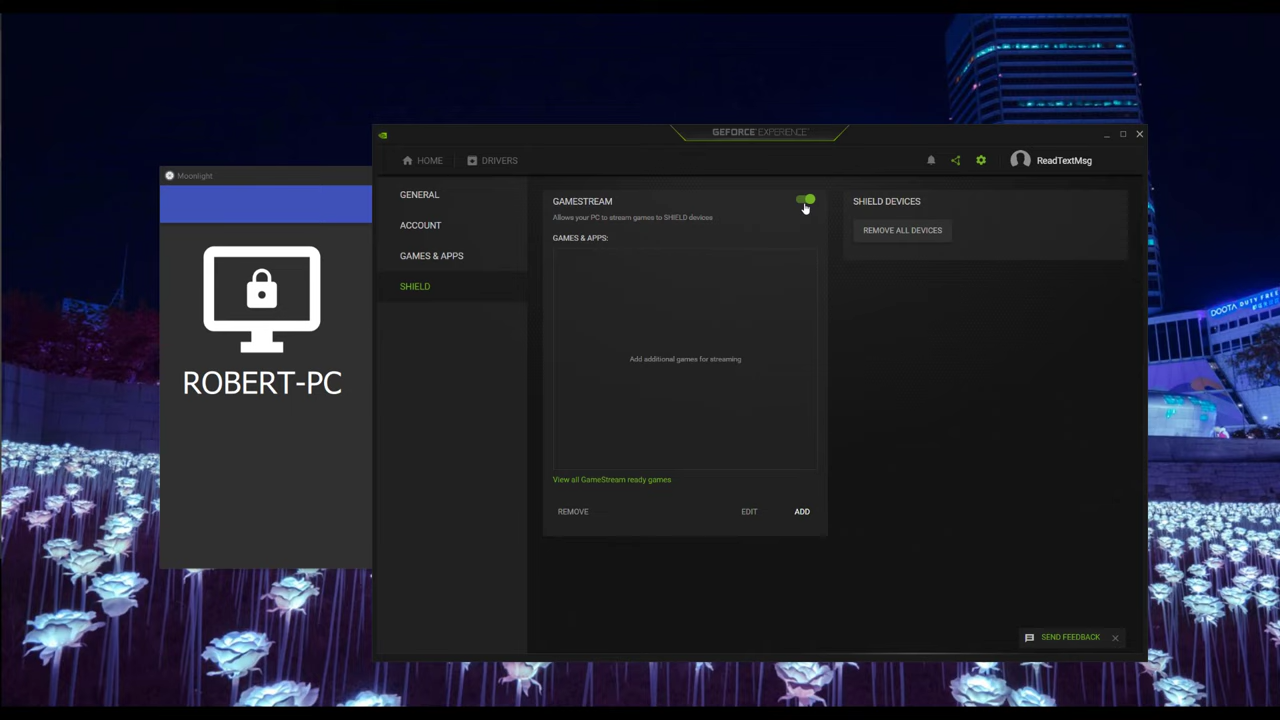 GEFORCE EXPERIENCE
HOME
DRIVERS
ReadTextMsg
Moonlight
ROBERT-PC
GENERAL
ACCOUNT
GAMES & APPS
SHIELD
GAMESTREAM
Allows your PC to stream games to SHIELD devices
GAMES & APPS:
Add additional games for streaming
View all GameStream ready games
REMOVE
EDIT
ADD
SHIELD DEVICES
REMOVE ALL DEVICES
SEND FEEDBACK
DOOTA DUTY FREE